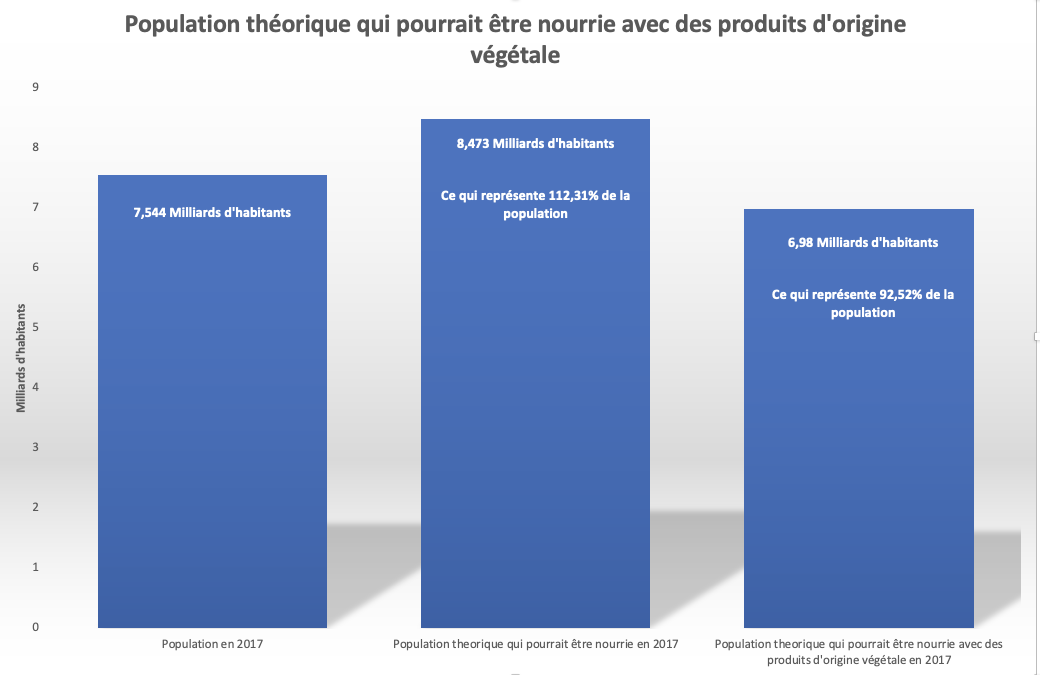 Population théorique qui pourrait être nourrie avec des produits d'origine
végétale
9
8
7
6
5
4
3
2
1
0
Milliards d'habitants
7,544 Milliards d'habitants
8,473 Milliards d'habitants
Ce qui représente 112,31% de la
population
6,98 Milliards d'habitants
Ce qui représente 92,52% de la
population
Population en 2017
Population theorique qui pourrait être nourrie en 2017
Population theorique qui pourrait être nourrie avec des
produits d'origine végétale en 2017